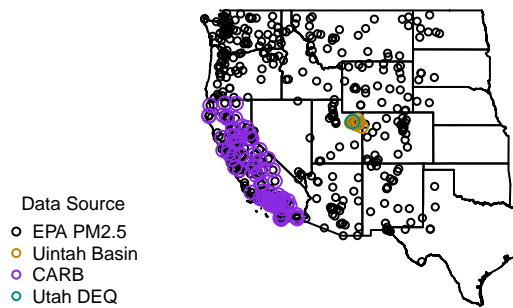 Data Source
EPA PM2.5
Uintah Basin
CARB
Utah DEQ